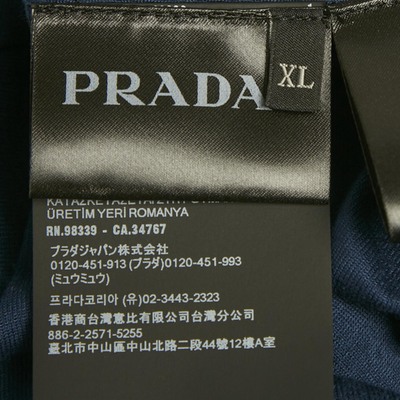 PRADA
XL
ÜRETİM YERİ ROMANYA
RN.98339 - CA.34767
プラダジャパン株式会社
0120-451-913 (プラダ) 0120-451-993
(ミュウミュウ)
프라다코리아 (유) 02-3443-2323
香港商台灣意比有限公司台灣分公司
886-2-2571-5255
臺北市中山區中山北路二段44號12樓A室